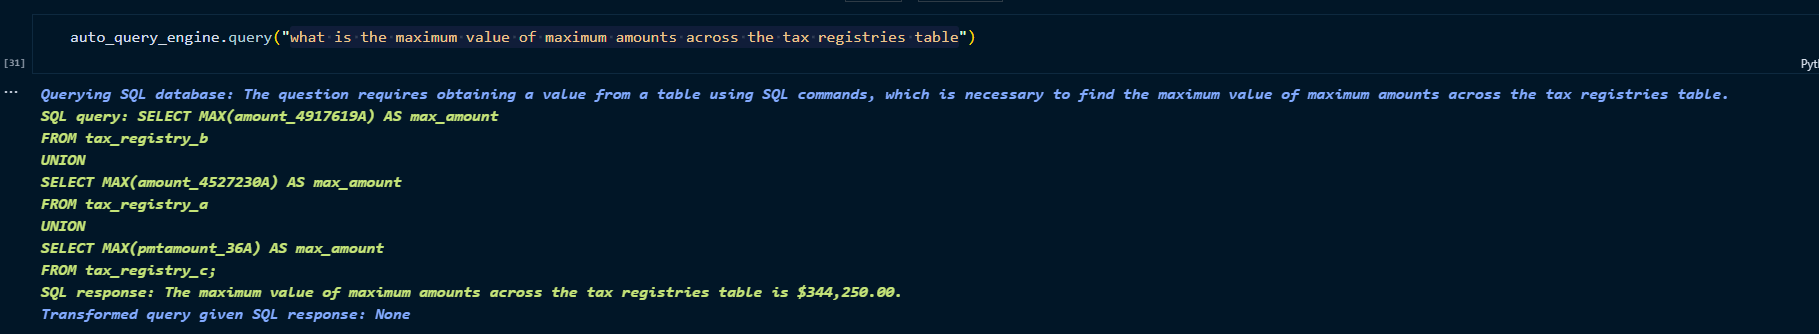 auto_query_engine.query("what is the maximum value of maximum amounts across the tax registries table")
[31]
Pyt
...
Querying SQL database: The question requires obtaining a value from a table using SQL commands, which is necessary to find the maximum value of maximum amounts across the tax registries table.
SQL query: SELECT MAX(amount_4917619A) AS max_amount
FROM tax_registry_b
UNION
SELECT MAX(amount_4527230A) AS max_amount
FROM tax_registry_a
UNION
SELECT MAX(pmtamount_36A) AS max_amount
FROM tax_registry_c;
SQL response: The maximum value of maximum amounts across the tax registries table is $344,250.00.
Transformed query given SQL response: None